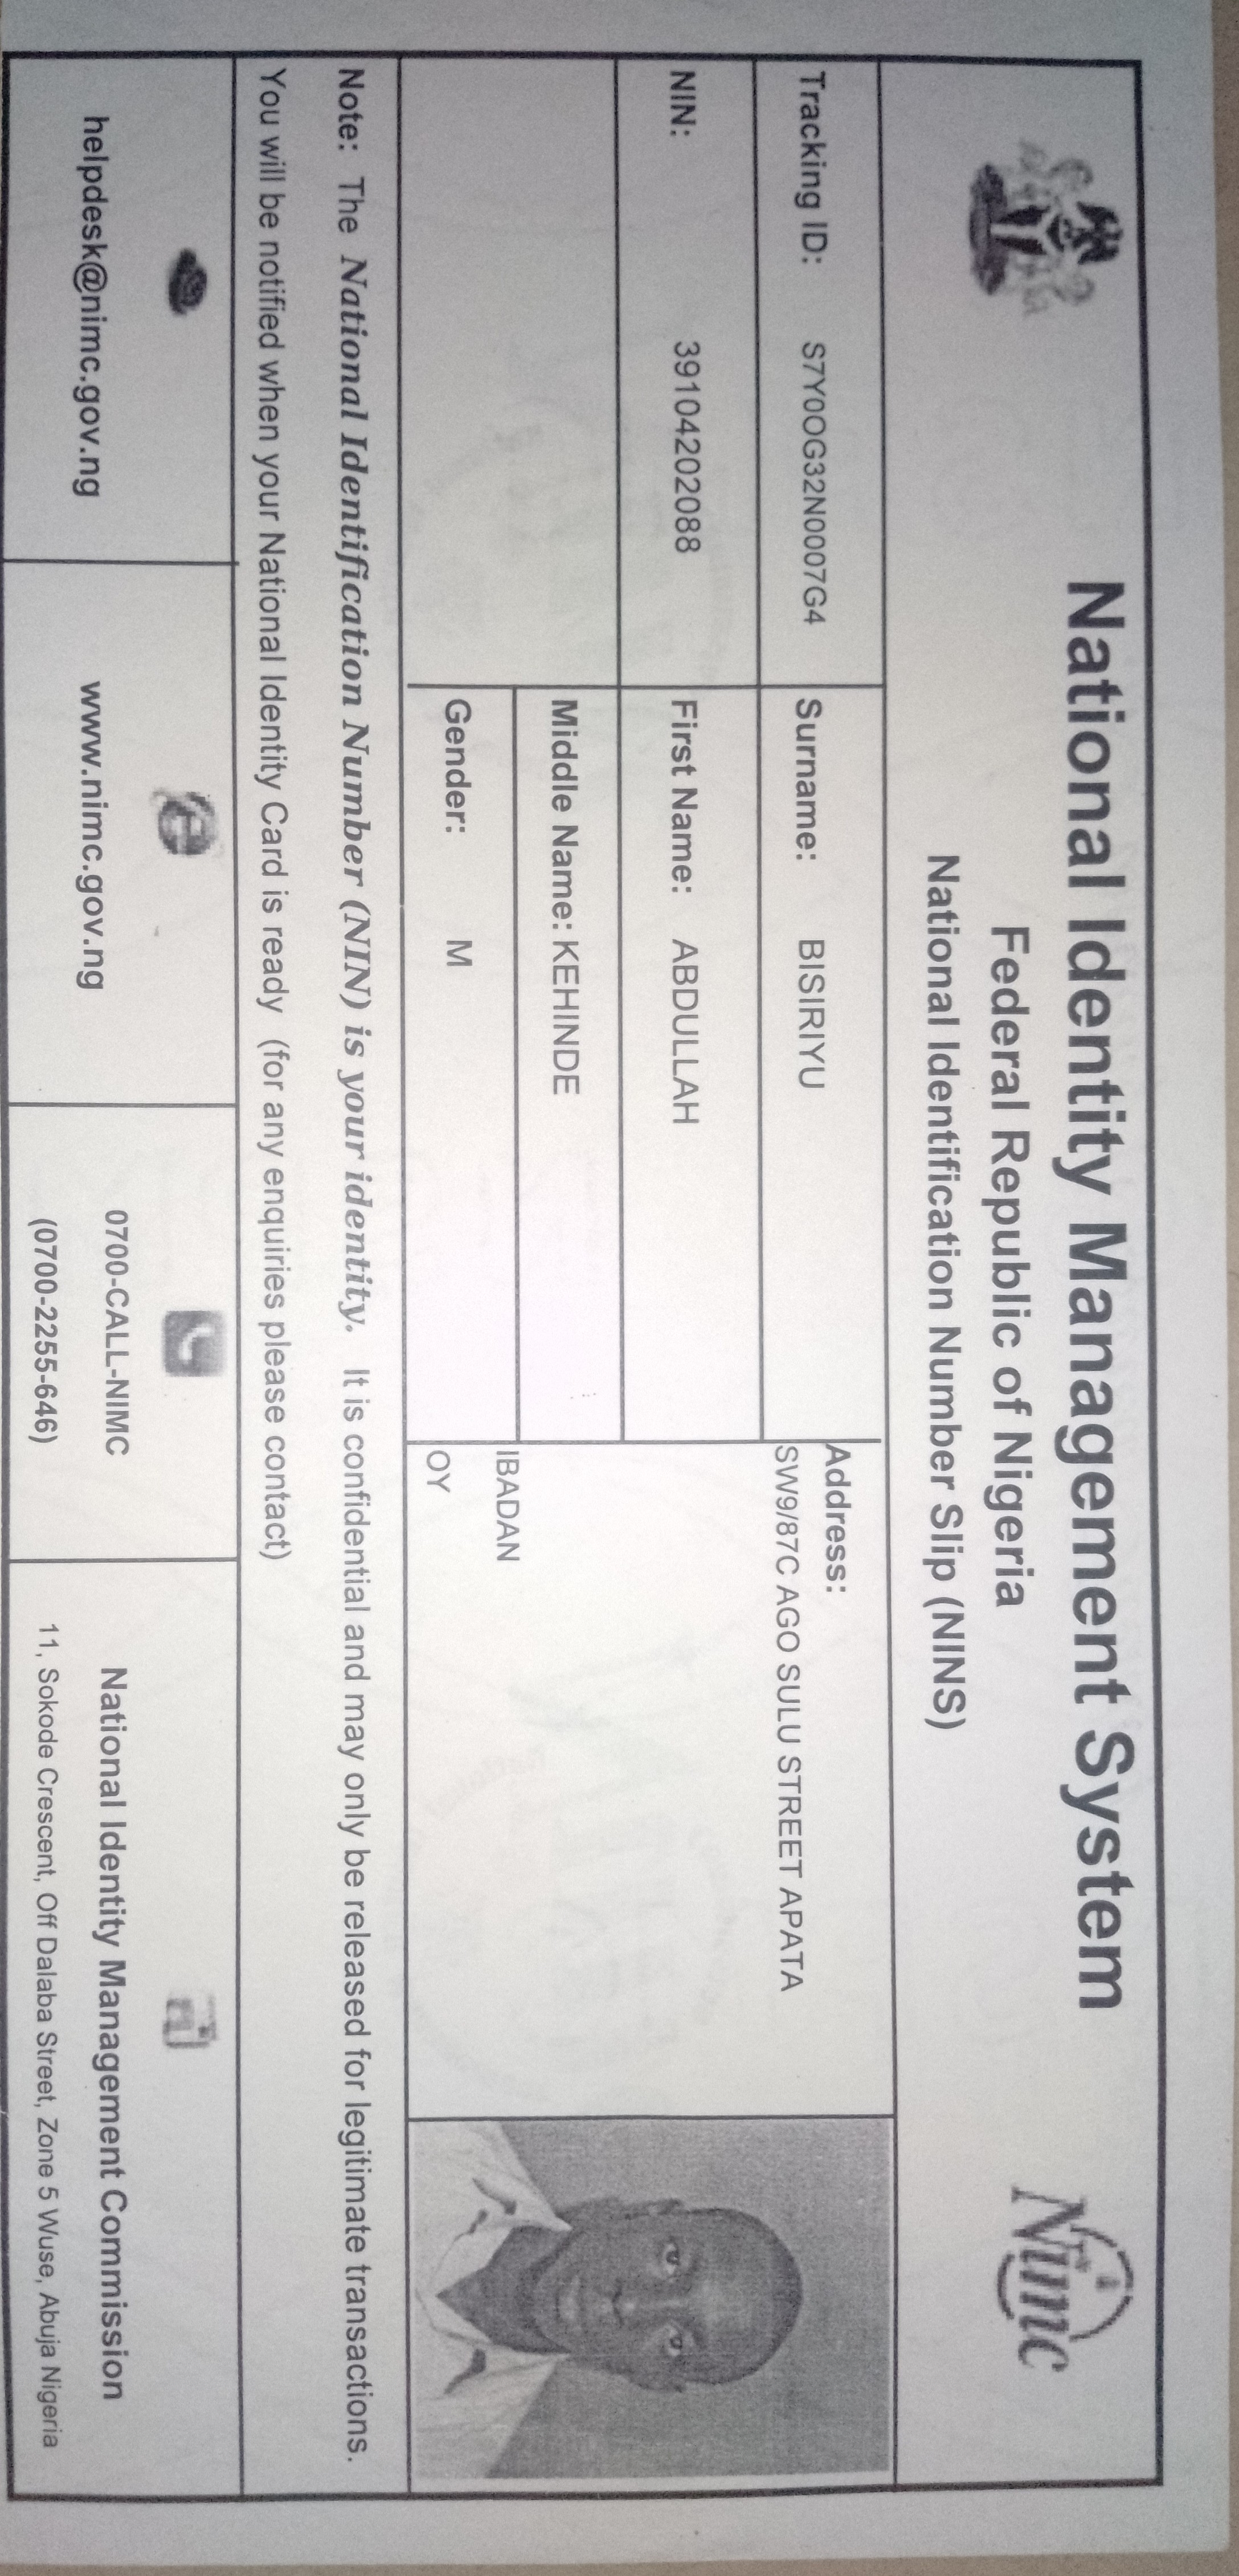 National Identity Management System
Federal Republic of Nigeria
National Identification Number Slip (NINS)
Nimc
Tracking ID: S7Y0OG32N0007G4
Surname: BISIRIYU
Address:
SW9/87C AGO SULU STREET APATA
NIN: 39104202088
First Name: ABDULLAH
Middle Name: KEHINDE
IBADAN
Gender: M
OY
Note: The National Identification Number (NIN) is your identity. It is confidential and may only be released for legitimate transactions.
You will be notified when your National Identity Card is ready (for any enquiries please contact)
helpdesk@nimc.gov.ng
www.nimc.gov.ng
0700-CALL-NIMC
(0700-2255-646)
National Identity Management Commission
11, Sokode Crescent, Off Dalaba Street, Zone 5 Wuse, Abuja Nigeria